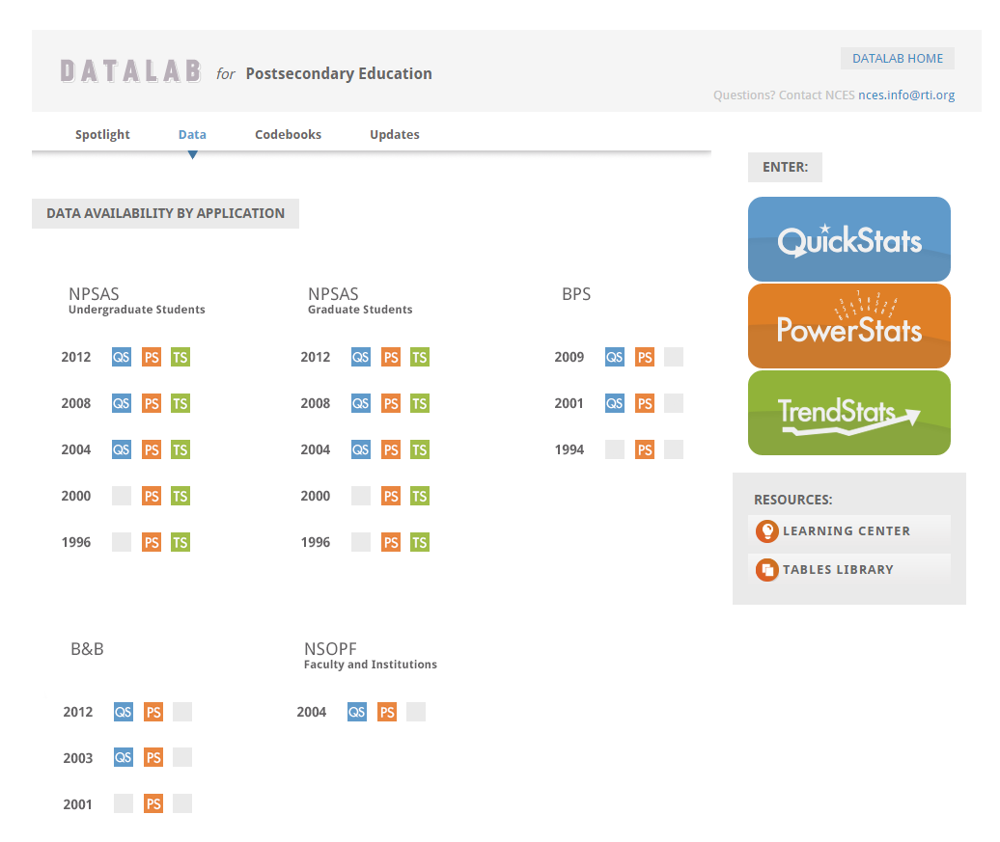 DATALAB for Postsecondary Education
DATALAB HOME
Questions? Contact NCES nces.info@rti.org
Spotlight Data Codebooks Updates
DATA AVAILABILITY BY APPLICATION
NPSAS
Undergraduate Students
2012 QS PS TS
2008 QS PS TS
2004 QS PS TS
2000 PS TS
1996 PS TS
NPSAS
Graduate Students
2012 QS PS TS
2008 QS PS TS
2004 QS PS TS
2000 PS TS
1996 PS TS
BPS
2009 QS PS
2001 QS PS
1994 PS
B&B
2012 QS PS
2003 QS PS
2001 PS
NSOPF
Faculty and Institutions
2004 QS PS
ENTER:
QuickStats
PowerStats
TrendStats
RESOURCES:
LEARNING CENTER
TABLES LIBRARY